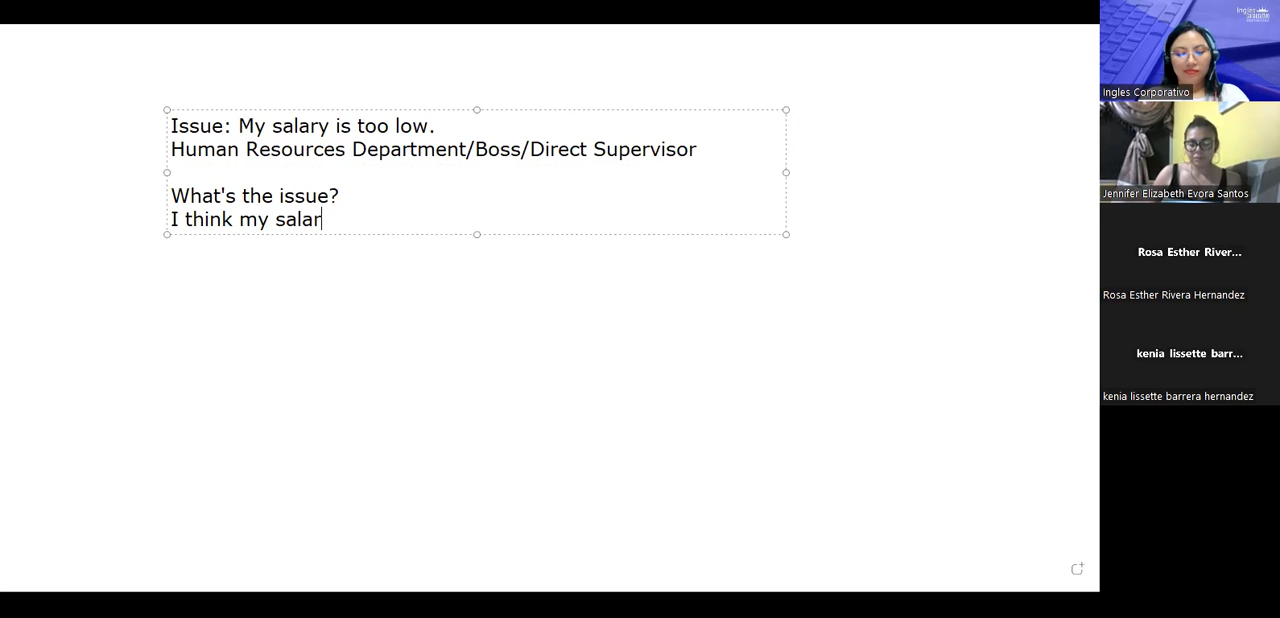 Issue: My salary is too low.
Human Resources Department/Boss/Direct Supervisor
What's the issue?
I think my salar
Ingles
Ingles Corporativo
Jennifer Elizabeth Evora Santos
Rosa Esther River...
Rosa Esther Rivera Hernandez
kenia lissette barr...
kenia lissette barrera hernandez